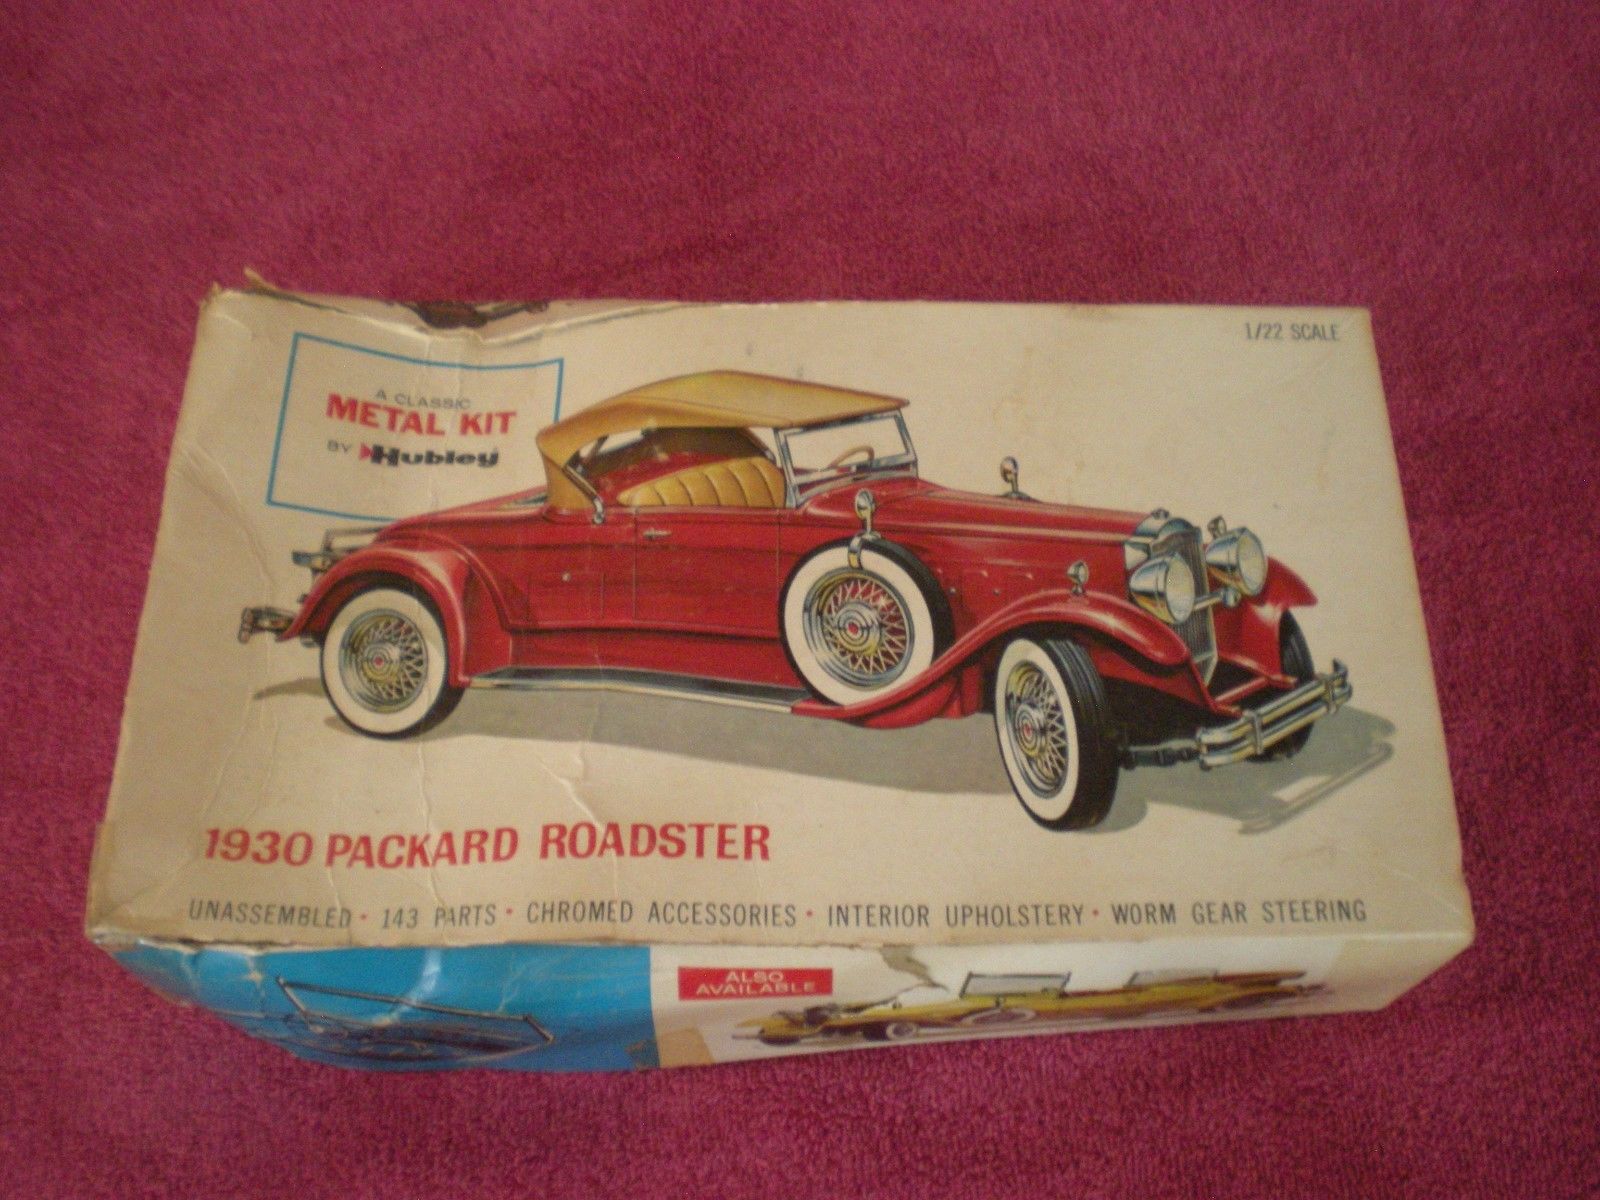 1/22 SCALE
A CLASSIC
METAL KIT
BY Hubley
1930 PACKARD ROADSTER
UNASSEMBLED • 143 PARTS • CHROMED ACCESSORIES • INTERIOR UPHOLSTERY • WORM GEAR STEERING
ALSO
AVAILABLE